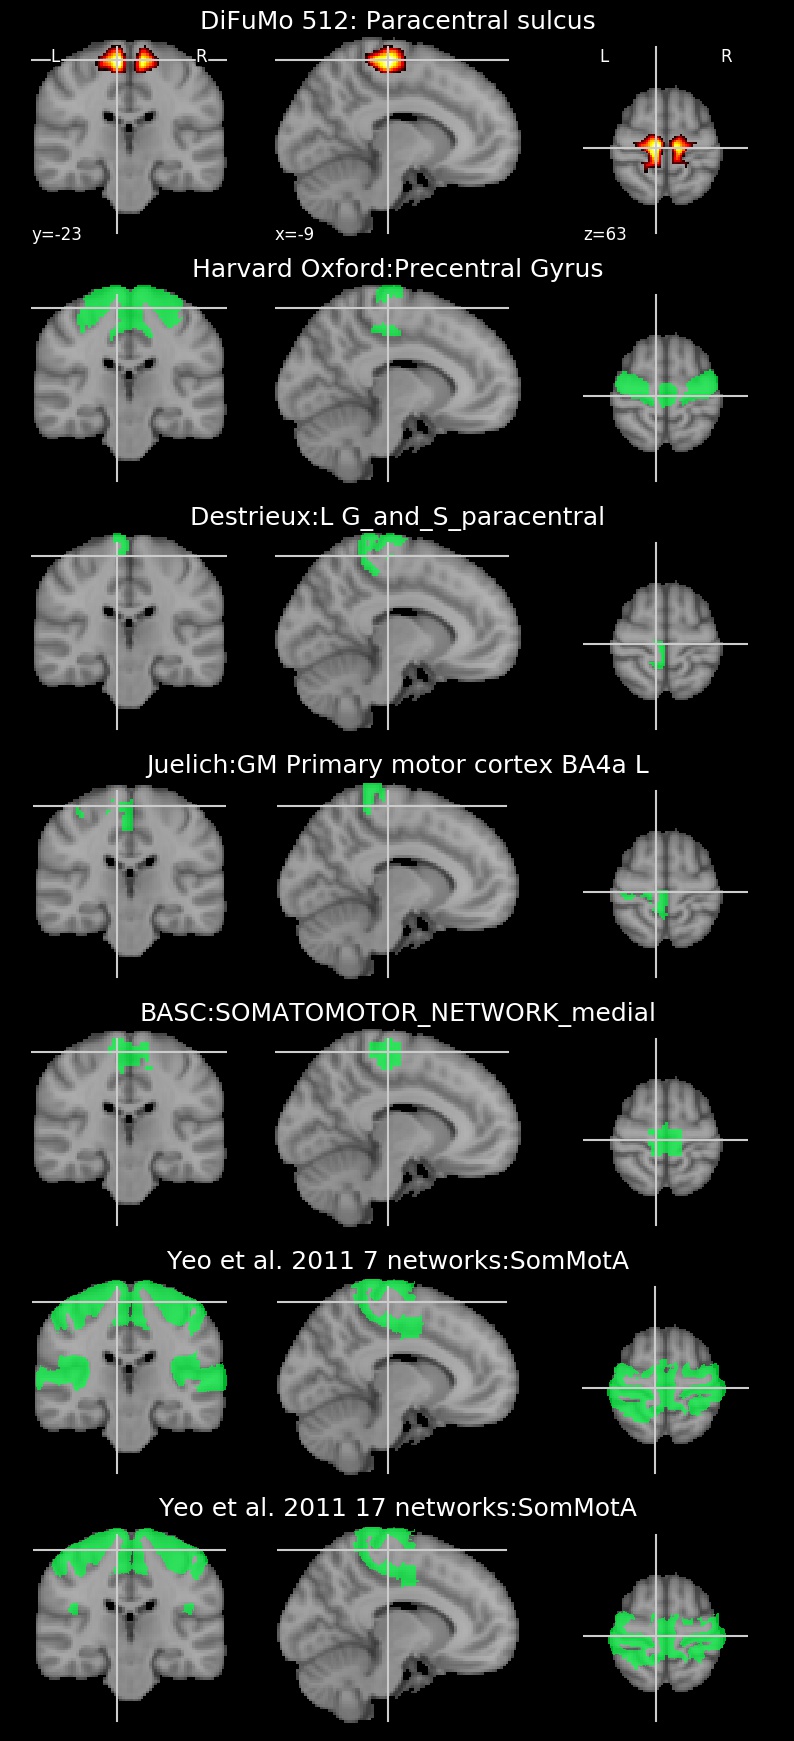 DiFuMo 512: Paracentral sulcus
L R
L R
y=-23 x=-9 z=63
Harvard Oxford:Precentral Gyrus
Destrieux:L G_and_S_paracentral
Juelich:GM Primary motor cortex BA4a L
BASC:SOMATOMOTOR_NETWORK_medial
Yeo et al. 2011 7 networks:SomMotA
Yeo et al. 2011 17 networks:SomMotA